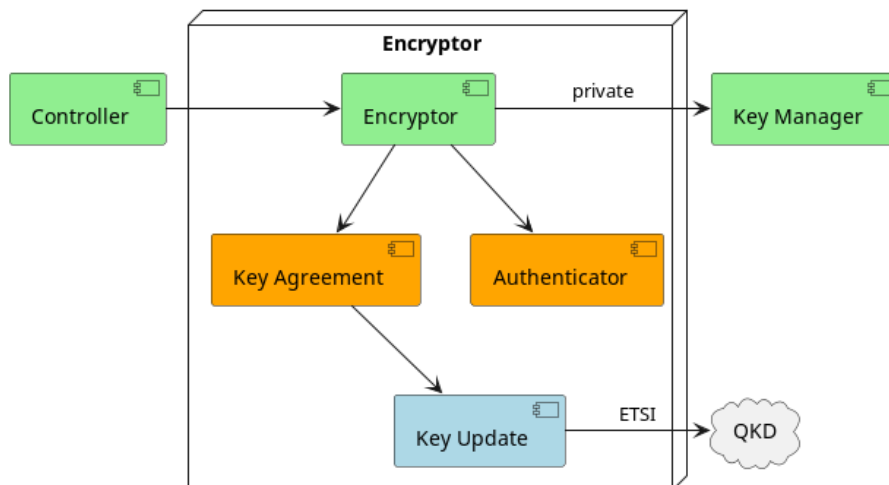 Encryptor
Controller
Encryptor
private
Key Manager
Key Agreement
Authenticator
Key Update
ETSI
QKD